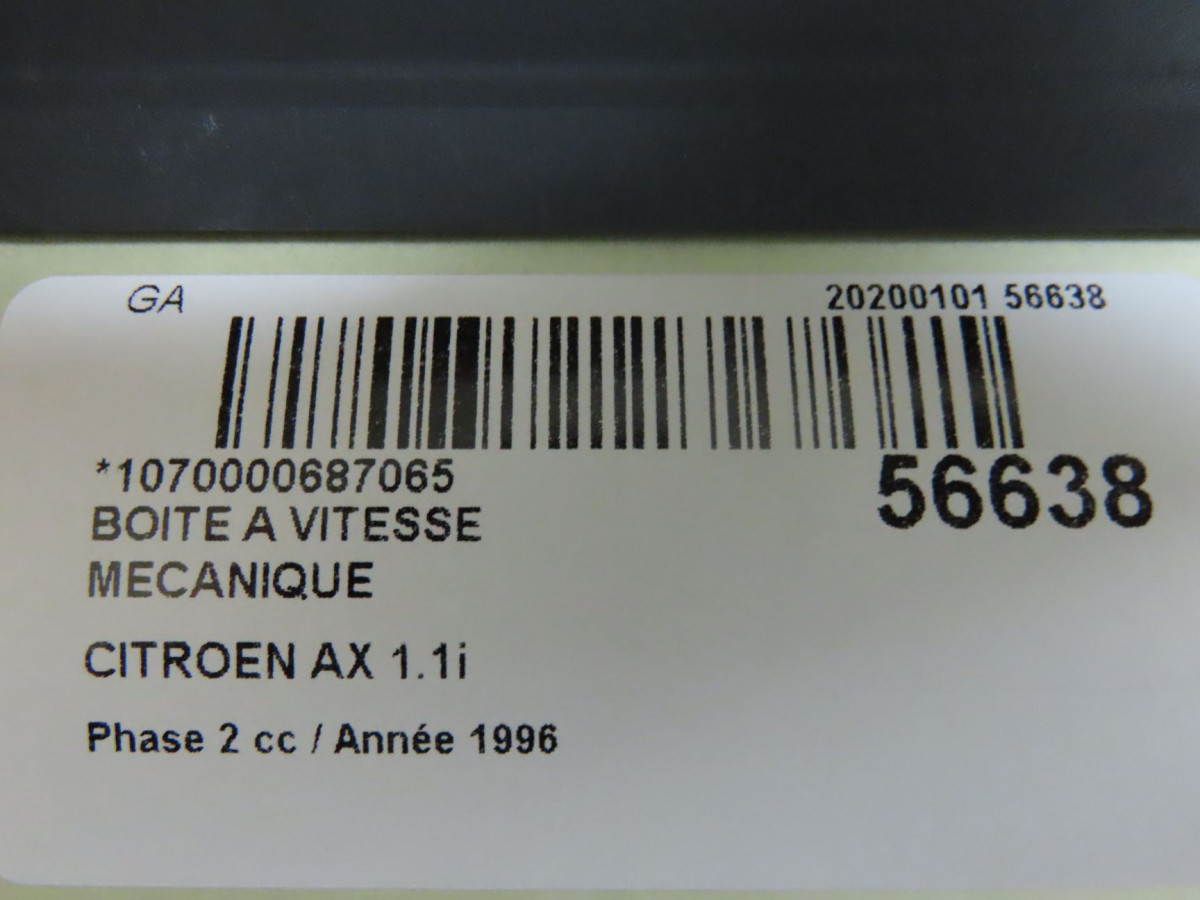 GA
20200101 56638
*1070000687065
56638
BOITE A VITESSE
MECANIQUE
CITROEN AX 1.1i
Phase 2 cc / Année 1996